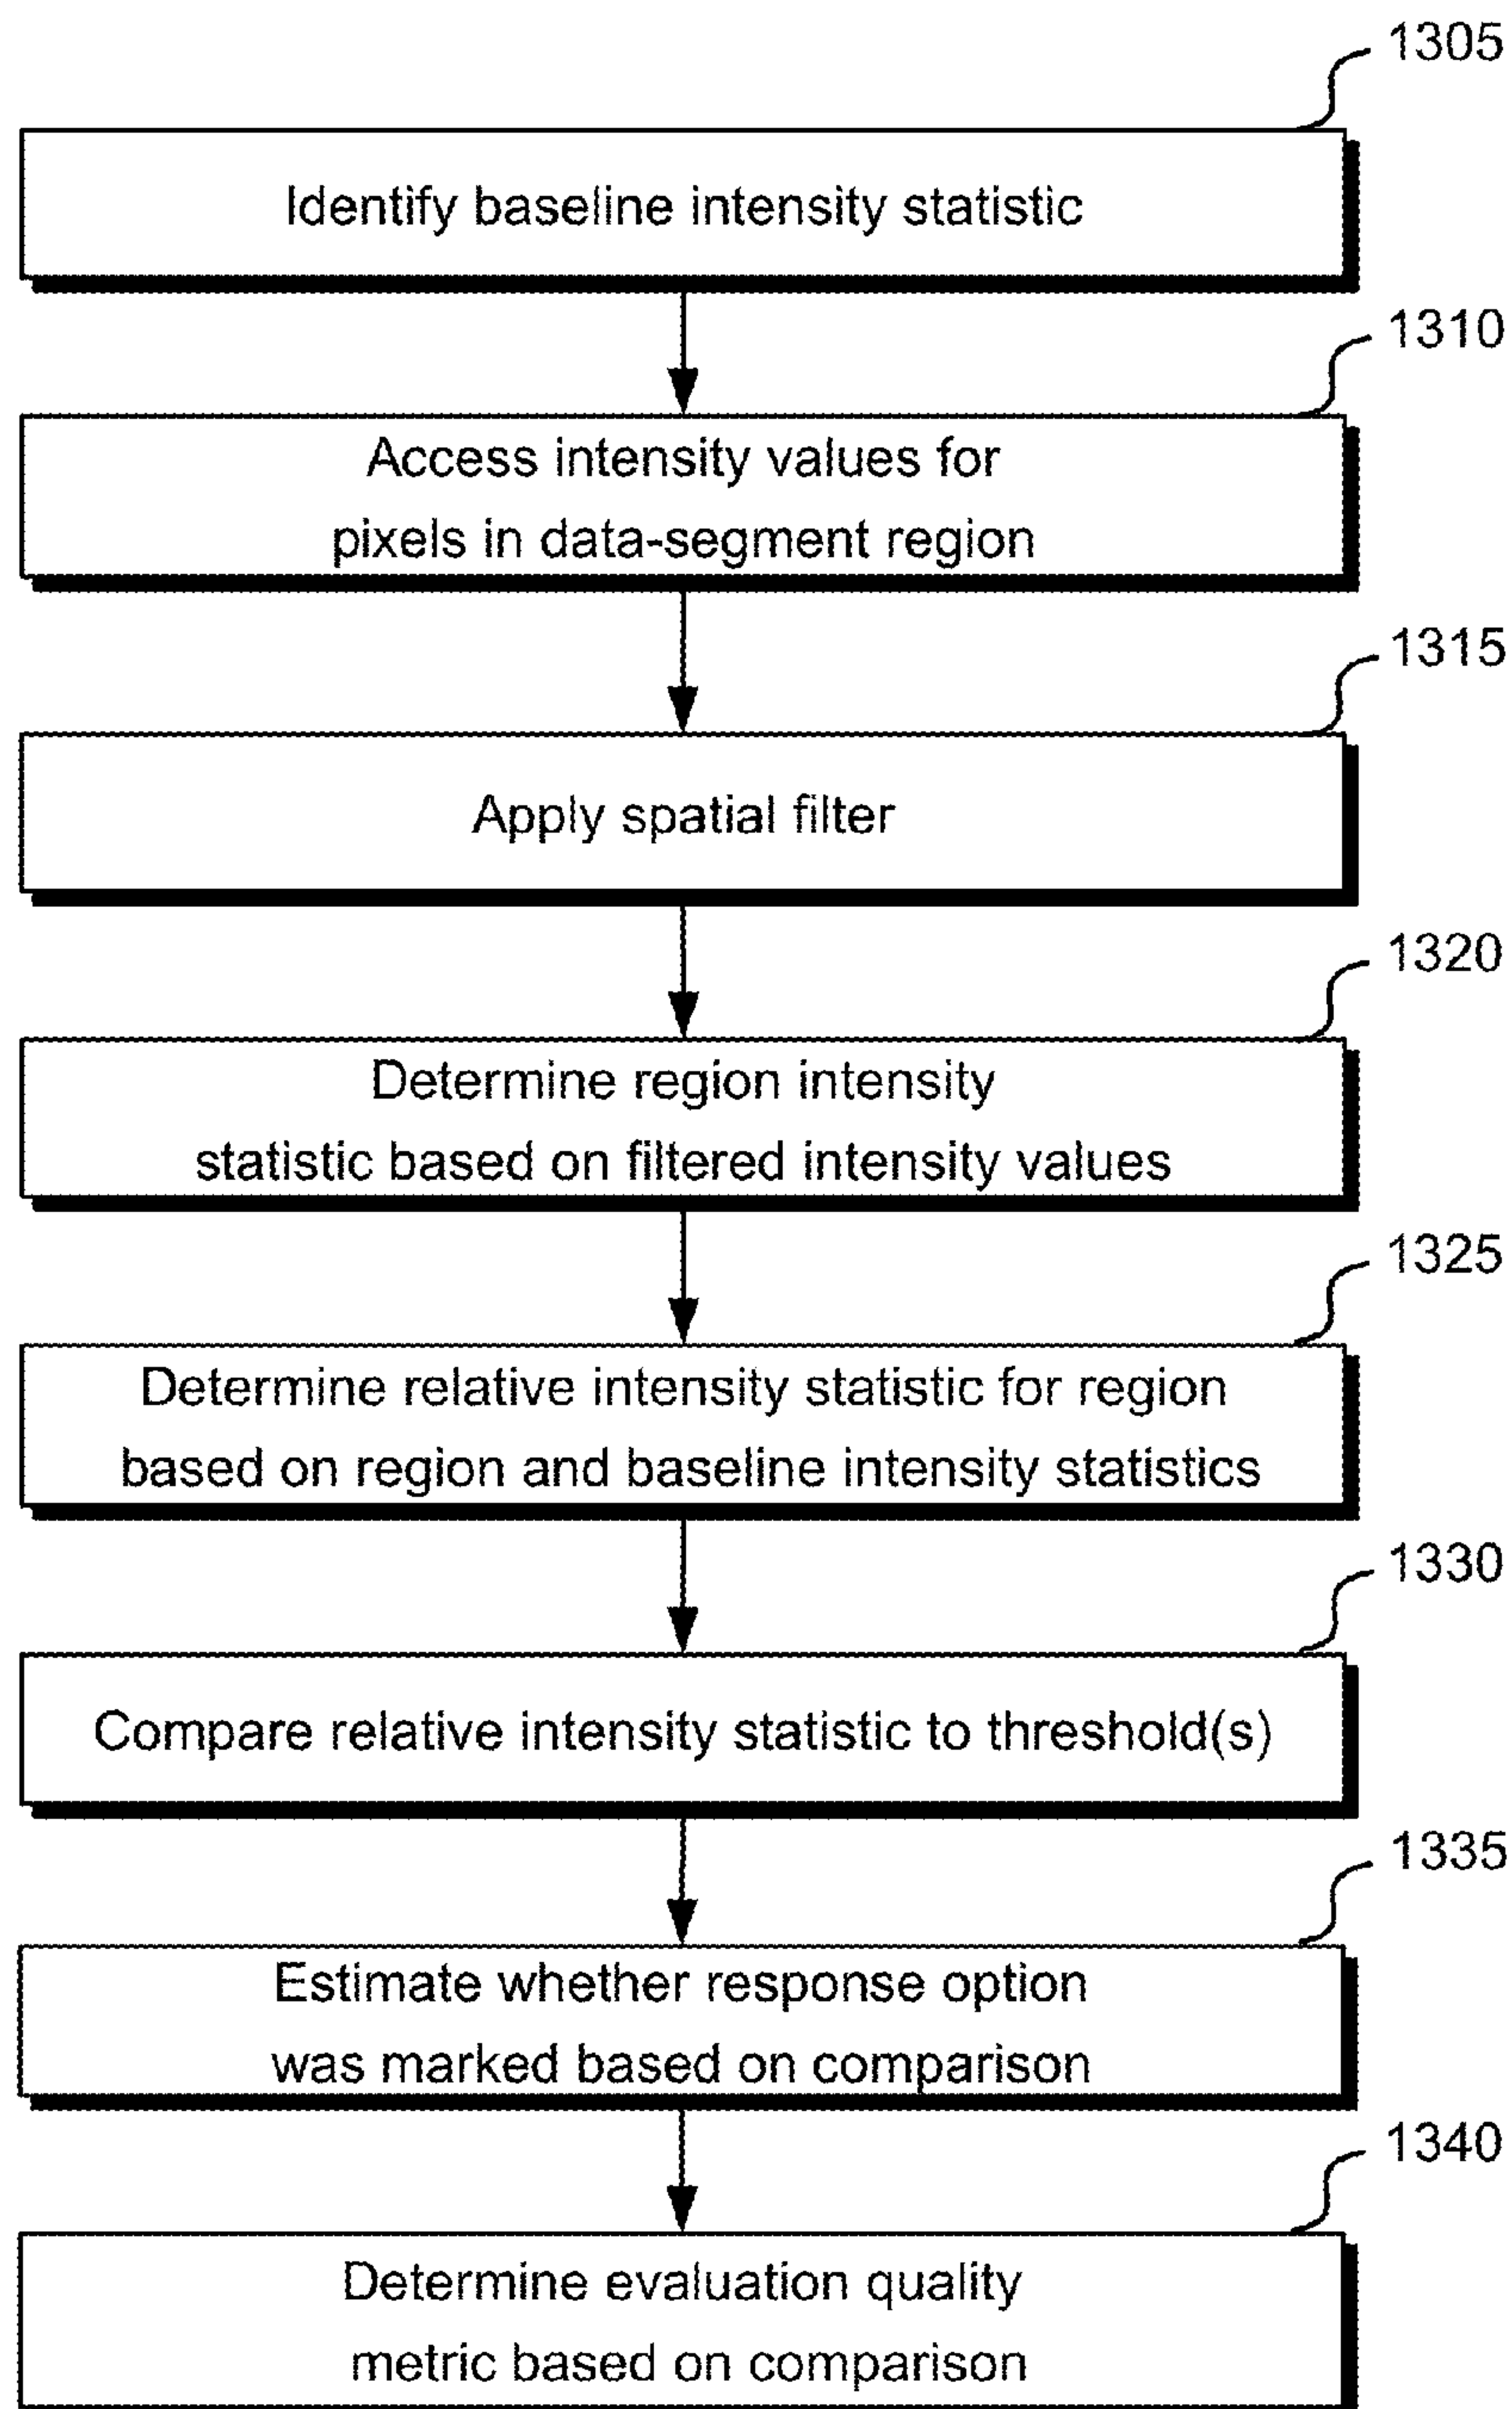 1305
Identify baseline intensity statistic
1310
Access intensity values for
pixels in data-segment region
1315
Apply spatial filter
1320
Determine region intensity
statistic based on filtered intensity values
1325
Determine relative intensity statistic for region
based on region and baseline intensity statistics
1330
Compare relative intensity statistic to threshold(s)
1335
Estimate whether response option
was marked based on comparison
1340
Determine evaluation quality
metric based on comparison